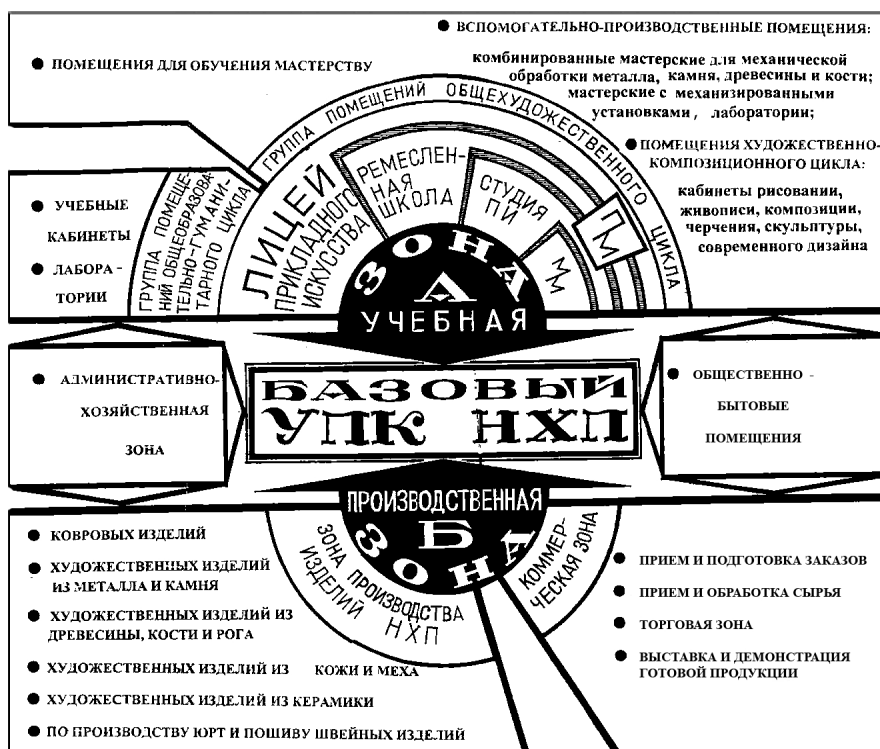 ● ВСПОМОГАТЕЛЬНО-ПРОИЗВОДСТВЕННЫЕ ПОМЕЩЕНИЯ:
комбинированные мастерские для механической
обработки металла, камня, древесины и кости;
мастерские с механизированными
установками, лаборатории;
● ПОМЕЩЕНИЯ ДЛЯ ОБУЧЕНИЯ МАСТЕРСТВУ
● ПОМЕЩЕНИЯ ХУДОЖЕСТВЕННО-
КОМПОЗИЦИОННОГО ЦИКЛА:
кабинеты рисовании,
живописи, композиции,
черчения, скульптуры,
современного дизайна
● УЧЕБНЫЕ
КАБИНЕТЫ
● ЛАБОРА -
ТОРИИ
ГРУППА ПОМЕЩЕ-
НИЙ ОБЩЕОБРАЗОВА-
ТЕЛЬНО-ГУМАНИ-
ТАРНОГО ЦИКЛА
ГРУППА ПОМЕЩЕНИЙ ОБЩЕХУДОЖЕСТВЕННОГО ЦИКЛА
ЛИЦЕЙ
ПРИКЛАДНОГО
ИСКУССТВА
РЕМЕСЛЕН-
НАЯ
ШКОЛА
СТУДИЯ
ПИ
ПМ
ММ
ЗОНА
А
УЧЕБНАЯ
● АДМИНИСТРАТИВНО-
ХОЗЯЙСТВЕННАЯ
ЗОНА
БАЗОВЫЙ
УПК НХП
● ОБЩЕСТВЕННО -
БЫТОВЫЕ
ПОМЕЩЕНИЯ
ПРОИЗВОДСТВЕННАЯ
Б
ЗОНА
ЗОНА ПРОИЗВОДСТВА
ИЗДЕЛИЙ НХП
КОММЕР-
ЧЕСКАЯ ЗОНА
● КОВРОВЫХ ИЗДЕЛИЙ
● ХУДОЖЕСТВЕННЫХ ИЗДЕЛИЙ
ИЗ МЕТАЛЛА И КАМНЯ
● ХУДОЖЕСТВЕННЫХ ИЗДЕЛИЙ ИЗ
ДРЕВЕСИНЫ, КОСТИ И РОГА
● ХУДОЖЕСТВЕННЫХ ИЗДЕЛИЙ ИЗ КОЖИ И МЕХА
● ХУДОЖЕСТВЕННЫХ ИЗДЕЛИЙ ИЗ КЕРАМИКИ
● ПО ПРОИЗВОДСТВУ ЮРТ И ПОШИВУ ШВЕЙНЫХ ИЗДЕЛИЙ
● ПРИЕМ И ПОДГОТОВКА ЗАКАЗОВ
● ПРИЕМ И ОБРАБОТКА СЫРЬЯ
● ТОРГОВАЯ ЗОНА
● ВЫСТАВКА И ДЕМОНСТРАЦИЯ
ГОТОВОЙ ПРОДУКЦИИ